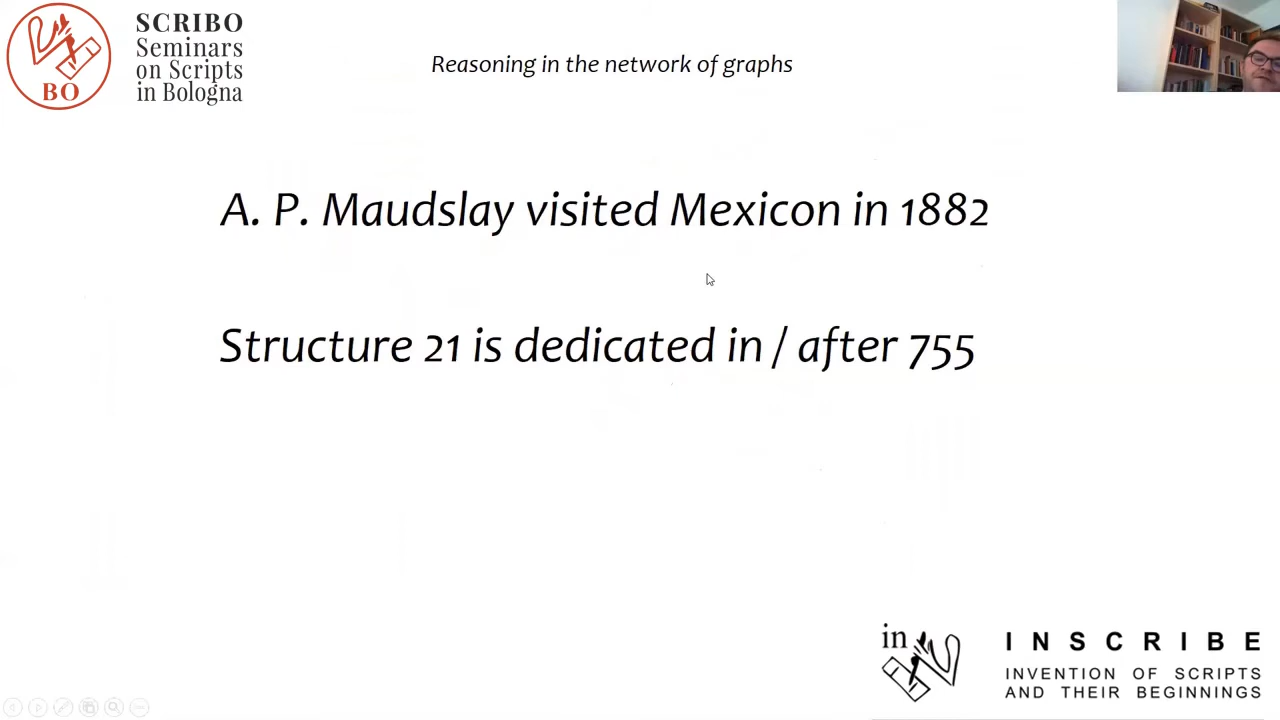 SCRIBO
Seminars
on Scripts
in Bologna
BO
Reasoning in the network of graphs
A. P. Maudslay visited Mexicon in 1882
Structure 21 is dedicated in / after 755
in
INSCRIBE
INVENTION OF SCRIPTS
AND THEIR BEGINNINGS